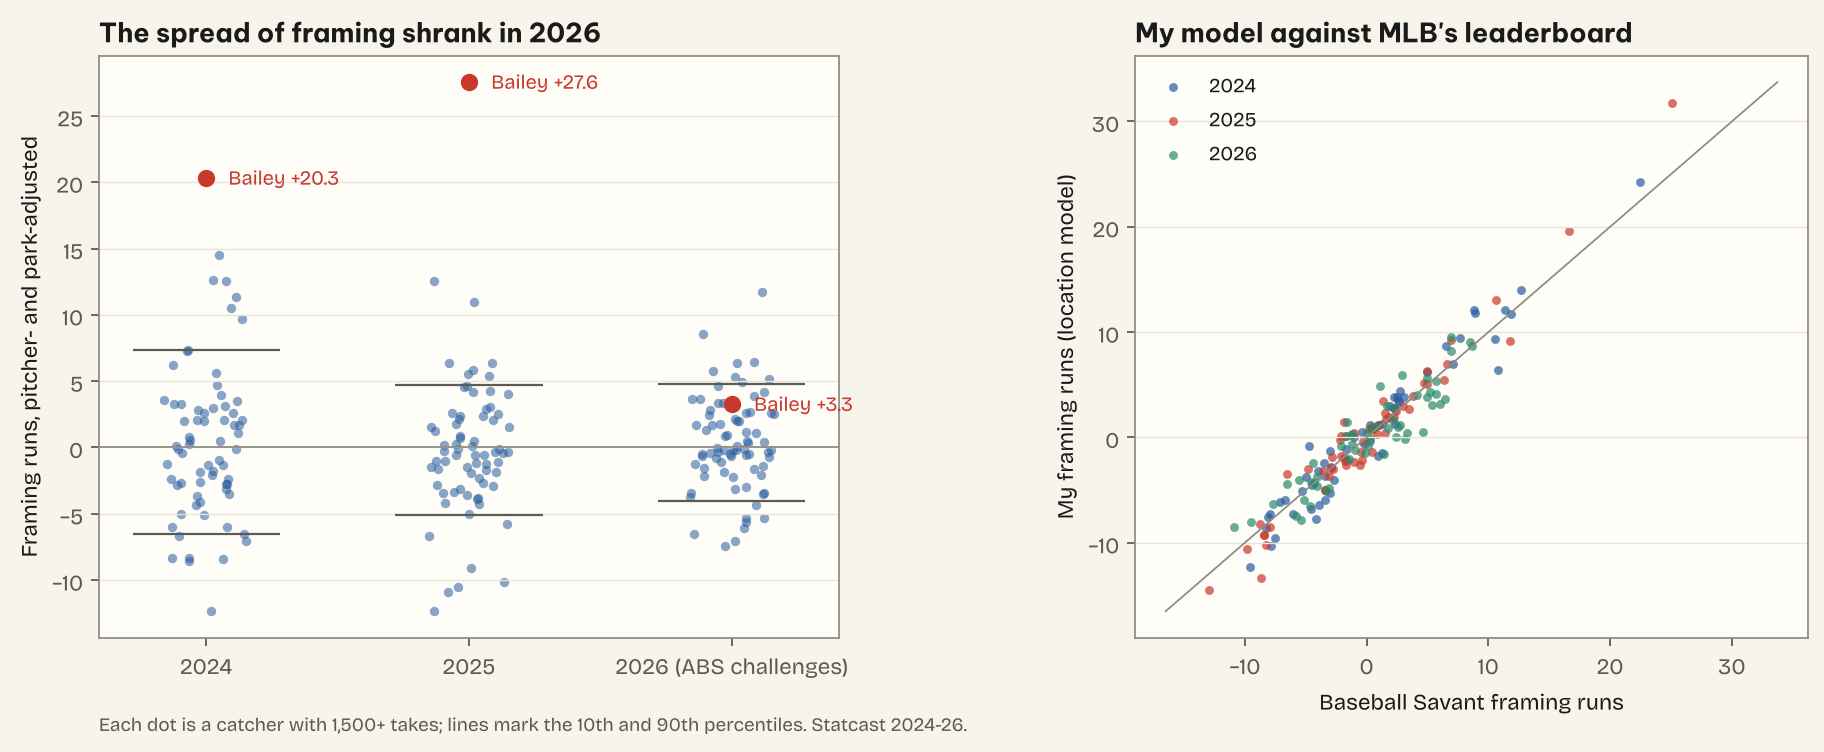 The spread of framing shrank in 2026
Framing runs, pitcher- and park-adjusted
25
20
15
10
5
0
−5
−10
Bailey +20.3
Bailey +27.6
Bailey +3.3
2024
2025
2026 (ABS challenges)
Each dot is a catcher with 1,500+ takes; lines mark the 10th and 90th percentiles. Statcast 2024-26.
My model against MLB's leaderboard
My framing runs (location model)
30
20
10
0
−10
2024
2025
2026
−10
0
10
20
30
Baseball Savant framing runs